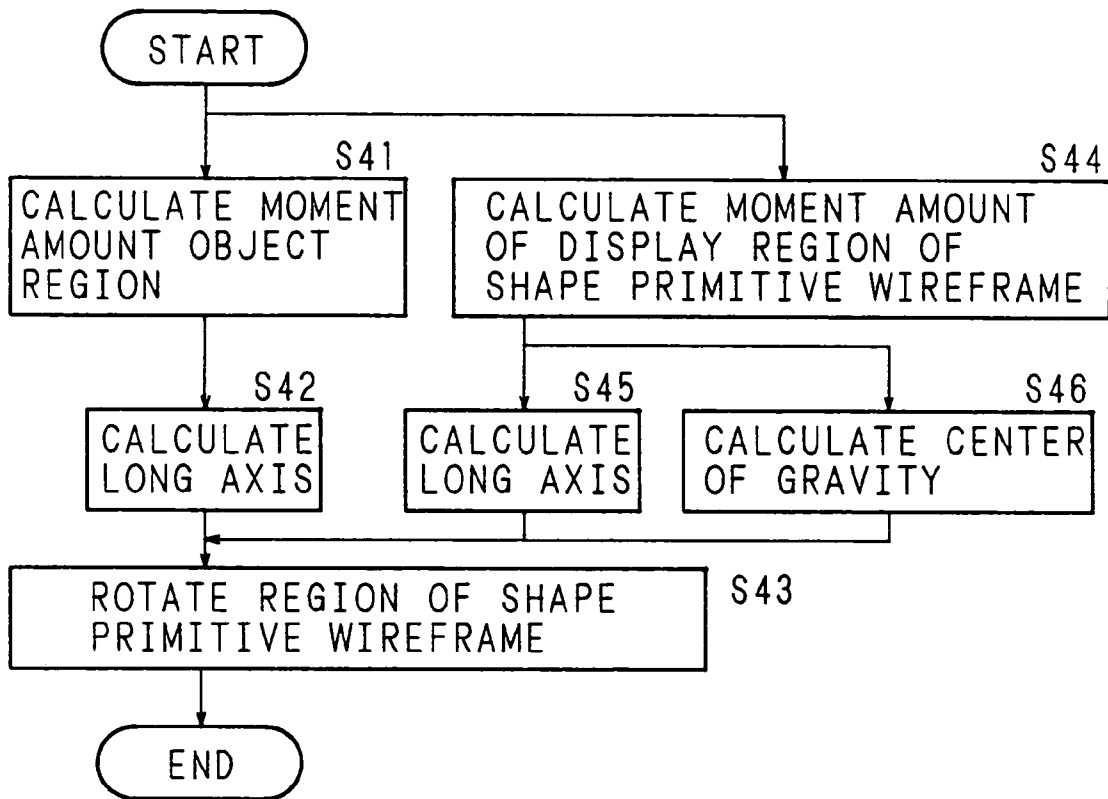 START
S41
CALCULATE MOMENT
AMOUNT OBJECT
REGION
S44
CALCULATE MOMENT AMOUNT
OF DISPLAY REGION OF
SHAPE PRIMITIVE WIREFRAME
S42
CALCULATE
LONG AXIS
S45
CALCULATE
LONG AXIS
S46
CALCULATE CENTER
OF GRAVITY
ROTATE REGION OF SHAPE
PRIMITIVE WIREFRAME
S43
END